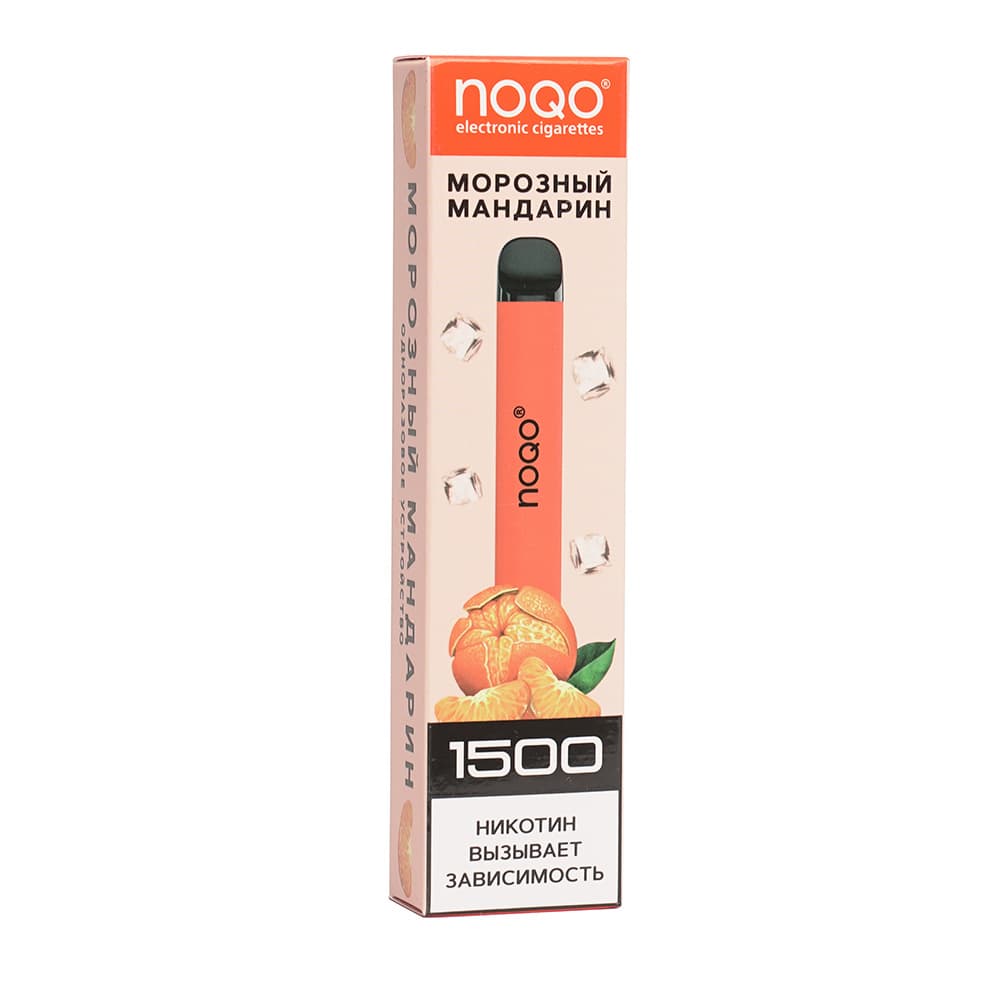 noqo®
electronic cigarettes
МОРОЗНЫЙ
МАНДАРИН
noqo®
1500
НИКОТИН
ВЫЗЫВАЕТ
ЗАВИСИМОСТЬ
МОРОЗНЫЙ МАНДАРИН
ОДНОРАЗОВОЕ УСТРОЙСТВО